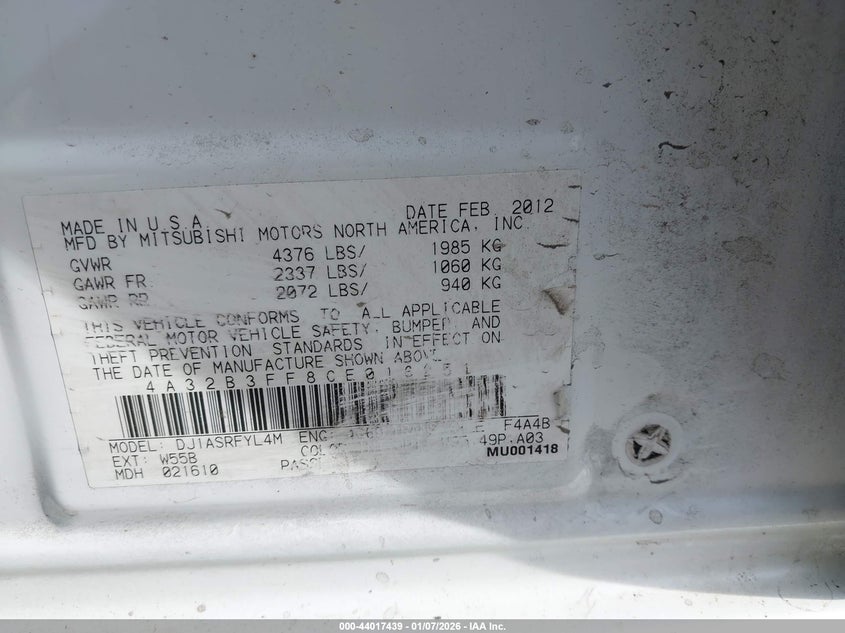 MADE IN U.S.A. DATE FEB 2012
MFD BY MITSUBISHI MOTORS NORTH AMERICA, INC.
GVWR 4376 LBS/ 1985 KG
GAWR FR 2337 LBS/ 1060 KG
GAWR RR 2072 LBS/ 940 KG
THIS VEHICLE CONFORMS TO ALL APPLICABLE
FEDERAL MOTOR VEHICLE SAFETY, BUMPER, AND
THEFT PREVENTION STANDARDS IN EFFECT ON
THE DATE OF MANUFACTURE SHOWN ABOVE
MODEL: DJ1ASRFYL4M ENG F4A4B
EXT: W55B 49P.A03
MDH 021610 MU001418
000-44017439 - 01/07/2026 - IAA Inc.